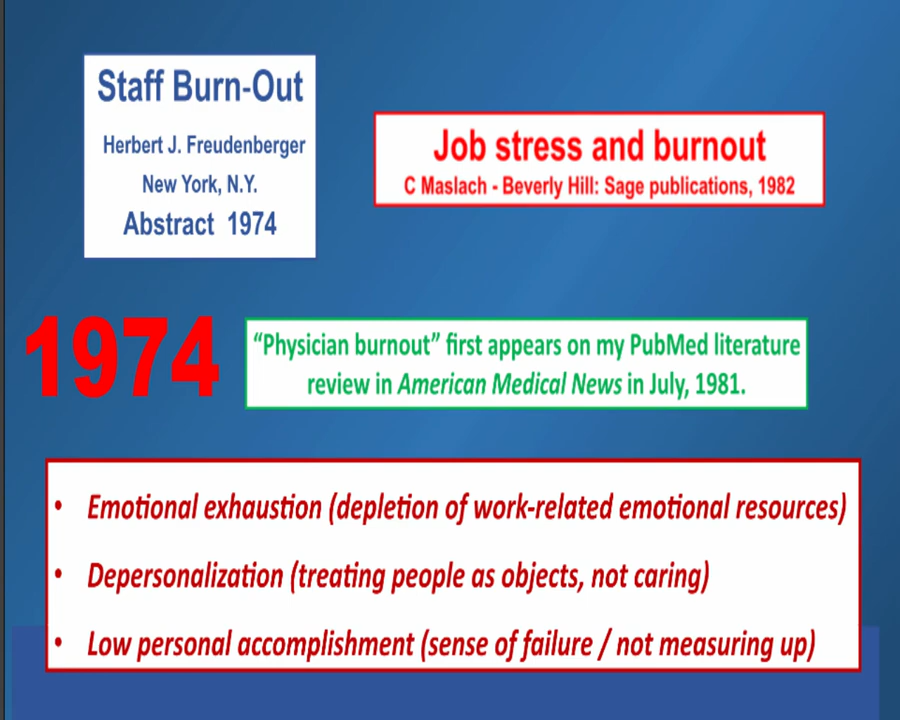 Staff Burn-Out
Herbert J. Freudenberger
New York, N.Y.
Abstract 1974
Job stress and burnout
C Maslach - Beverly Hill: Sage publications, 1982
1974
“Physician burnout” first appears on my PubMed literature
review in American Medical News in July, 1981.
• Emotional exhaustion (depletion of work-related emotional resources)
• Depersonalization (treating people as objects, not caring)
• Low personal accomplishment (sense of failure / not measuring up)